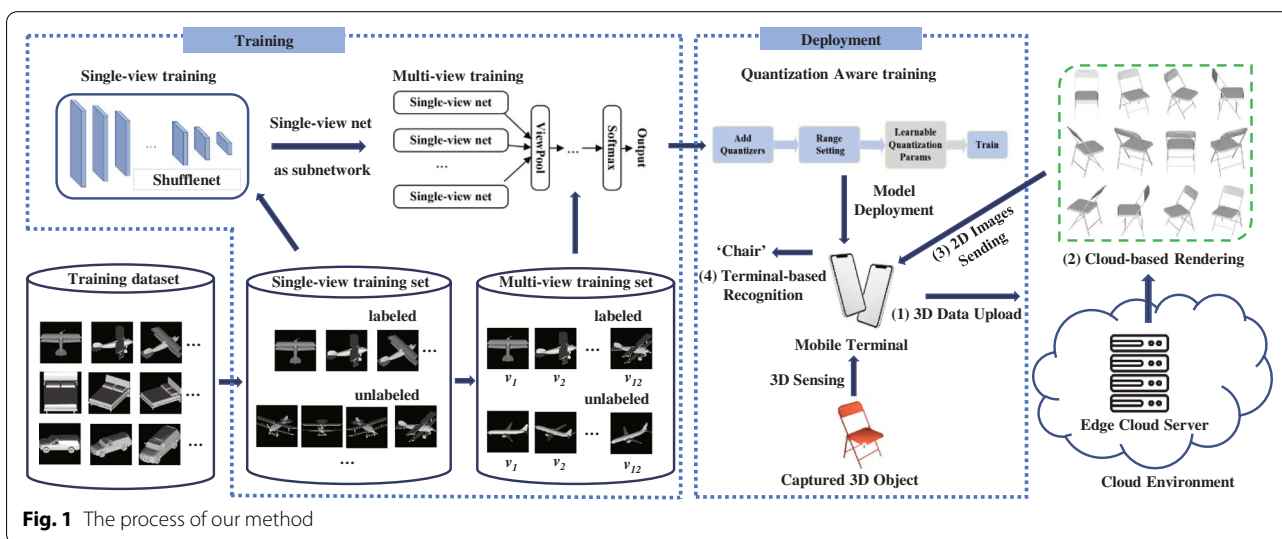 Training
Single-view training
Shufflenet
...
Single-view net
as subnetwork
Multi-view training
Single-view net
Single-view net
...
Single-view net
ViewPool
...
Softmax
Output
Training dataset
...
...
...
Single-view training set
labeled
...
unlabeled
...
Multi-view training set
labeled
...
v1 v2 v12
unlabeled
...
v1 v2 v12
Deployment
Quantization Aware training
Add
Quantizers
Range
Setting
Learnable
Quantization
Params
Train
Model
Deployment
‘Chair’
(4) Terminal-based
Recognition
(3) 2D Images
Sending
(1) 3D Data Upload
Mobile Terminal
3D Sensing
Captured 3D Object
(2) Cloud-based Rendering
Edge Cloud Server
Cloud Environment
Fig. 1 The process of our method